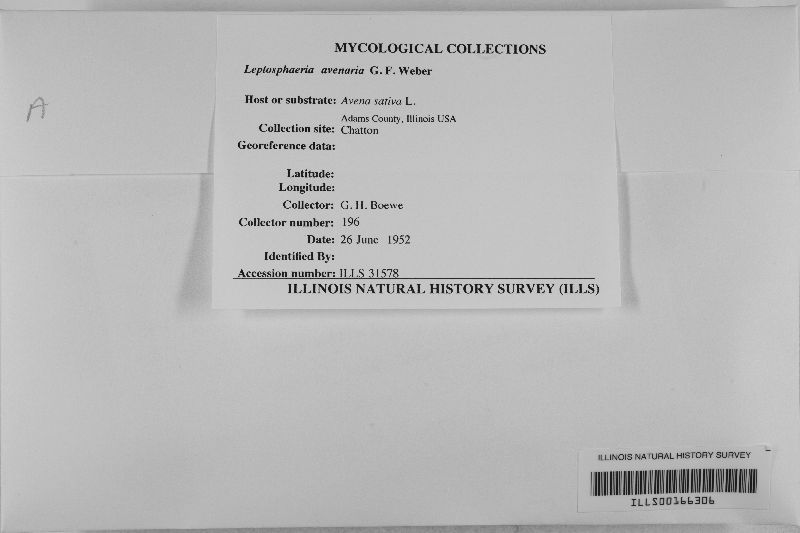 A
MYCOLOGICAL COLLECTIONS
Leptosphaeria avenaria G. F. Weber
Host or substrate: Avena sativa L.
Adams County, Illinois USA
Collection site: Chatton
Georeference data:
Latitude:
Longitude:
Collector: G. H. Boewe
Collector number: 196
Date: 26 June 1952
Identified By:
Accession number: ILLS 31578
ILLINOIS NATURAL HISTORY SURVEY (ILLS)
ILLINOIS NATURAL HISTORY SURVEY
ILLS00166306